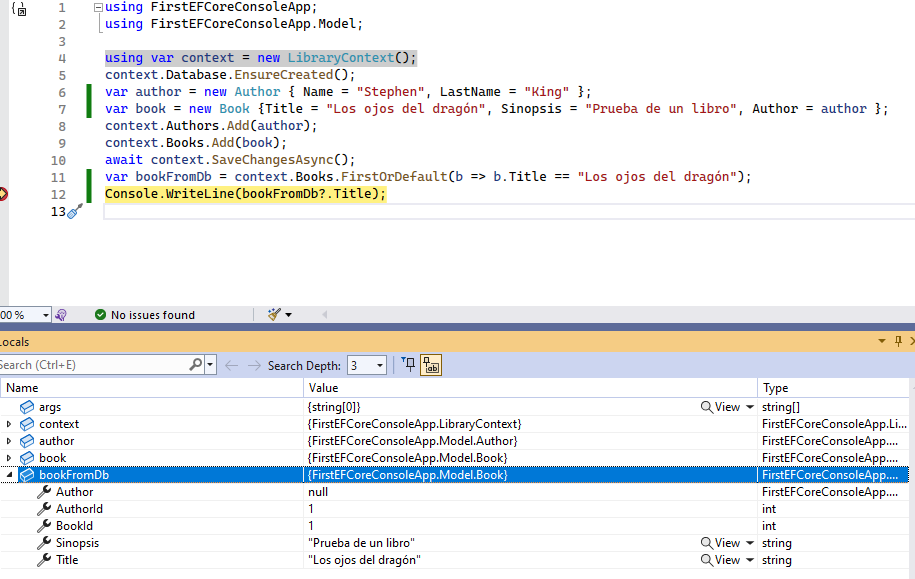 1 using FirstEFCoreConsoleApp;
2 using FirstEFCoreConsoleApp.Model;
3
4 using var context = new LibraryContext();
5 context.Database.EnsureCreated();
6 var author = new Author { Name = "Stephen", LastName = "King" };
7 var book = new Book {Title = "Los ojos del dragón", Sinopsis = "Prueba de un libro", Author = author };
8 context.Authors.Add(author);
9 context.Books.Add(book);
10 await context.SaveChangesAsync();
11 var bookFromDb = context.Books.FirstOrDefault(b => b.Title == "Los ojos del dragón");
12 Console.WriteLine(bookFromDb?.Title);
13
00 % No issues found
ocals
Search (Ctrl+E) Search Depth: 3
Name Value Type
args {string[0]} View string[]
context {FirstEFCoreConsoleApp.LibraryContext} FirstEFCoreConsoleApp.Li...
author {FirstEFCoreConsoleApp.Model.Author} FirstEFCoreConsoleApp....
book {FirstEFCoreConsoleApp.Model.Book} FirstEFCoreConsoleApp....
bookFromDb {FirstEFCoreConsoleApp.Model.Book} FirstEFCoreConsoleApp....
Author null FirstEFCoreConsoleApp....
AuthorId 1 int
BookId 1 int
Sinopsis "Prueba de un libro" View string
Title "Los ojos del dragón" View string